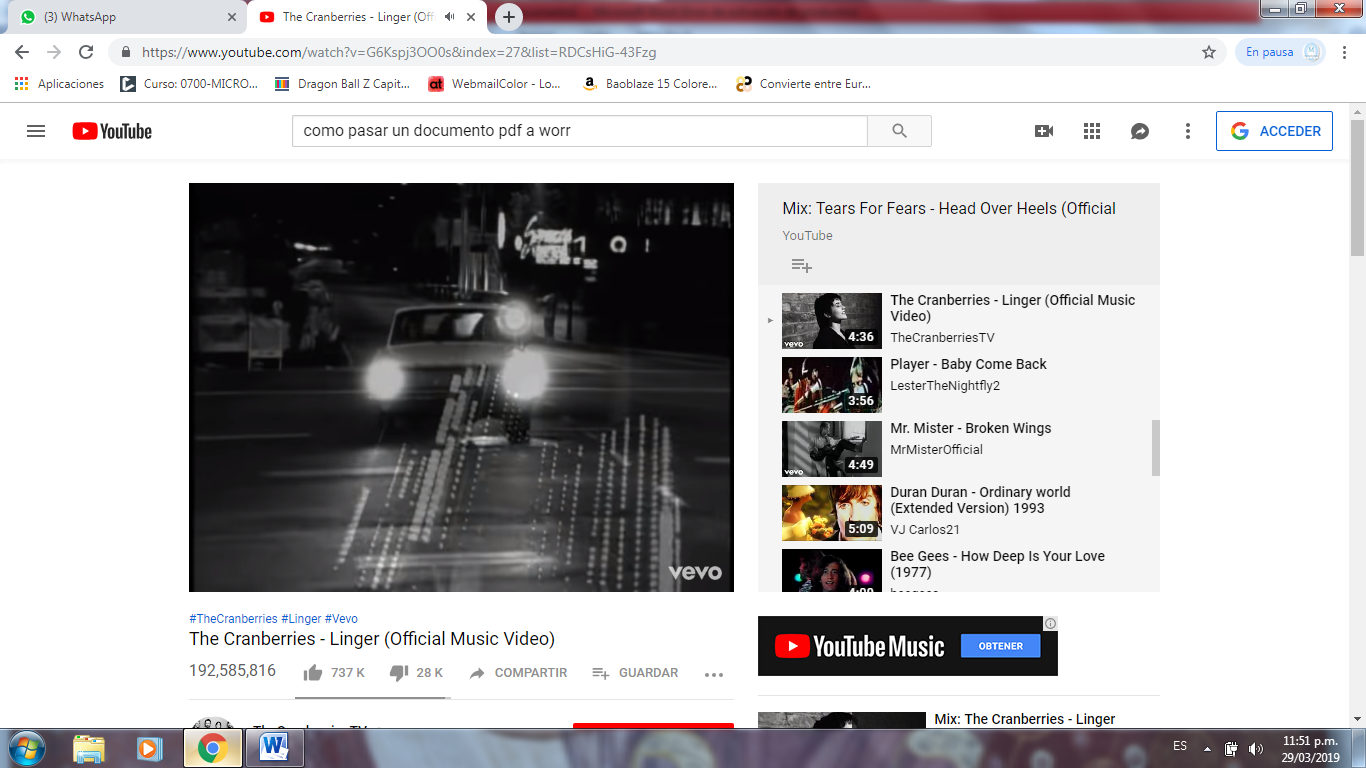 (3) WhatsApp
The Cranberries - Linger (Off
https://www.youtube.com/watch?v=G6Kspj3OO0s&index=27&list=RDCsHiG-43Fzg
En pausa
Aplicaciones
Curso: 0700-MICRO...
Dragon Ball Z Capit...
WebmailColor - Lo...
Baoblaze 15 Colore...
Convierte entre Eur...
YouTube
como pasar un documento pdf a worr
ACCEDER
vevo
#TheCranberries #Linger #Vevo
The Cranberries - Linger (Official Music Video)
192,585,816
737 K
28 K
COMPARTIR
GUARDAR
Mix: Tears For Fears - Head Over Heels (Official
YouTube
The Cranberries - Linger (Official Music
Video)
TheCranberriesTV
vevo
4:36
Player - Baby Come Back
LesterTheNightfly2
3:56
Mr. Mister - Broken Wings
MrMisterOfficial
vevo
4:49
Duran Duran - Ordinary world
(Extended Version) 1993
VJ Carlos21
5:09
Bee Gees - How Deep Is Your Love
(1977)
YouTube Music
OBTENER
Mix: The Cranberries - Linger
ES
11:51 p.m.
29/03/2019